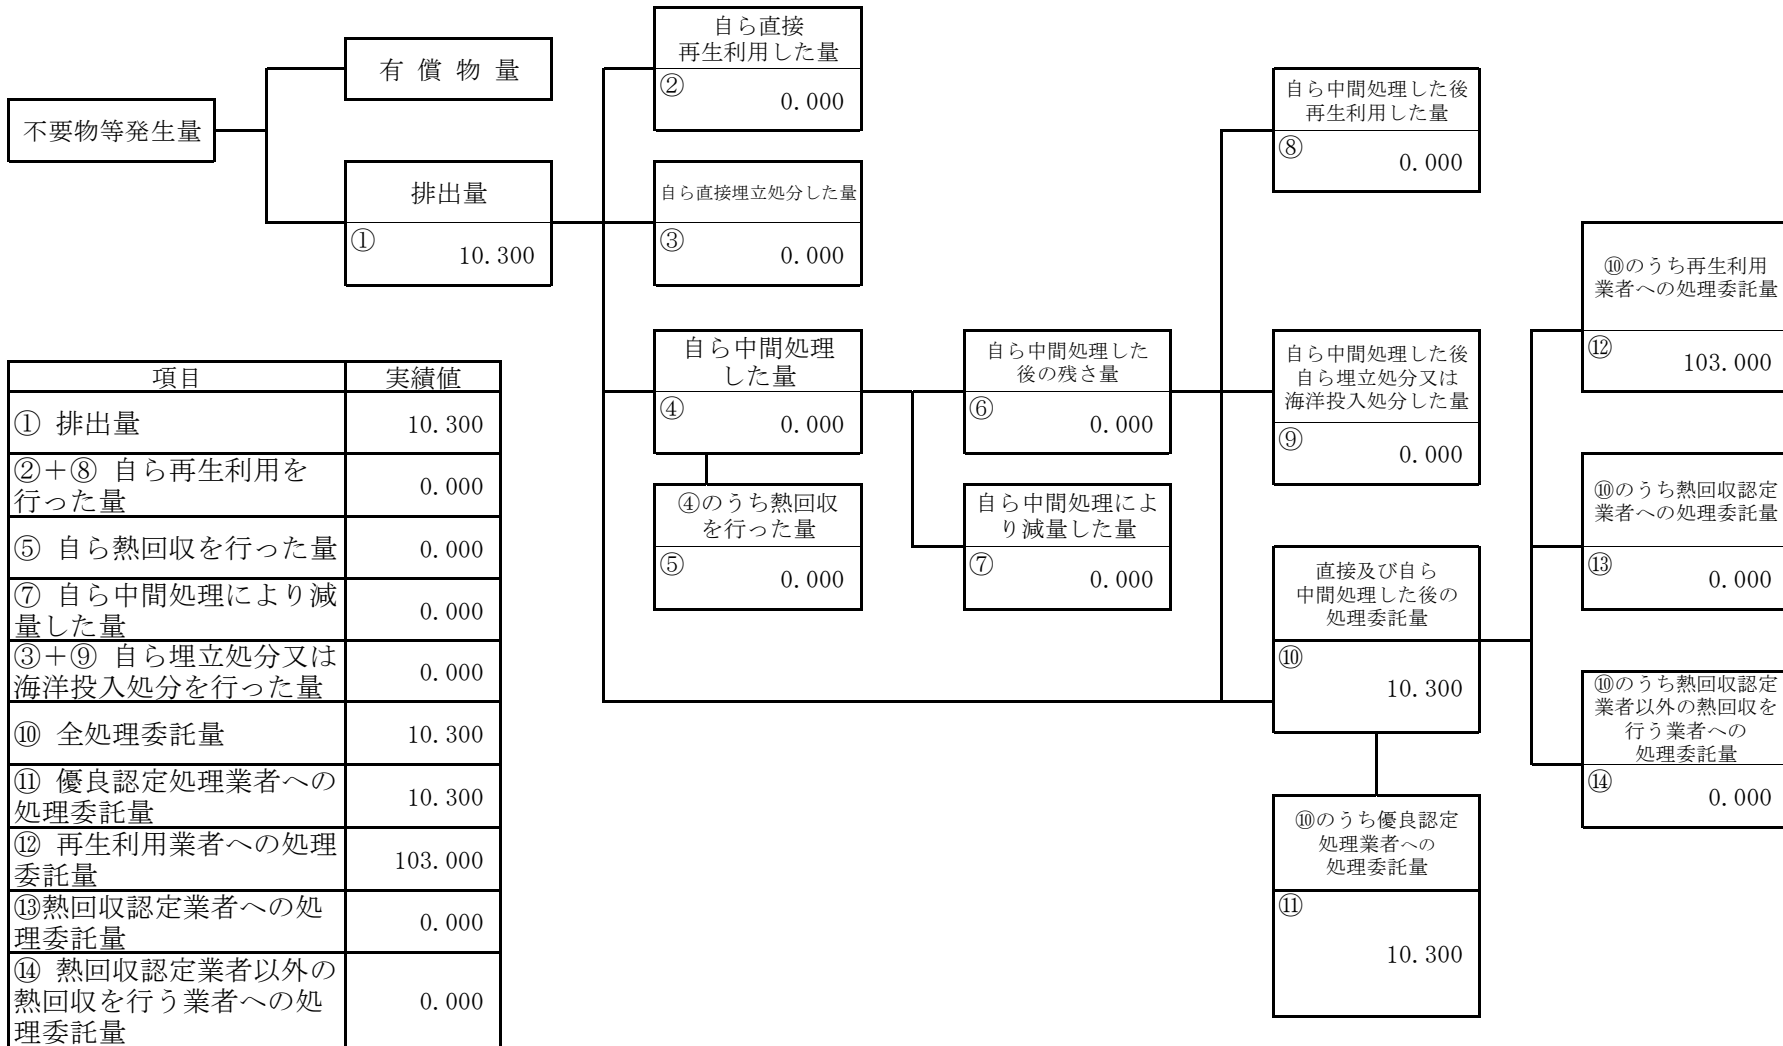 不要物等発生量
有 償 物 量
排出量
①
10.300
自ら直接
再生利用した量
②
0.000
自ら直接埋立処分した量
③
0.000
自ら中間処理
した量
④
0.000
④のうち熱回収
を行った量
⑤
0.000
自ら中間処理した
後の残さ量
⑥
0.000
自ら中間処理によ
り減量した量
⑦
0.000
自ら中間処理した後
再生利用した量
⑧
0.000
自ら中間処理した後
自ら埋立処分又は
海洋投入処分した量
⑨
0.000
直接及び自ら
中間処理した後の
処理委託量
⑩
10.300
⑩のうち優良認定
処理業者への
処理委託量
⑪
10.300
⑩のうち再生利用
業者への処理委託量
⑫
103.000
⑩のうち熱回収認定
業者への処理委託量
⑬
0.000
⑩のうち熱回収認定
業者以外の熱回収を
行う業者への
処理委託量
⑭
0.000
項目 実績値
① 排出量 10.300
②＋⑧ 自ら再生利用を
行った量 0.000
⑤ 自ら熱回収を行った量 0.000
⑦ 自ら中間処理により減
量した量 0.000
③＋⑨ 自ら埋立処分又は
海洋投入処分を行った量 0.000
⑩ 全処理委託量 10.300
⑪ 優良認定処理業者への
処理委託量 10.300
⑫ 再生利用業者への処理
委託量 103.000
⑬熱回収認定業者への処
理委託量 0.000
⑭ 熱回収認定業者以外の
熱回収を行う業者への処
理委託量 0.000